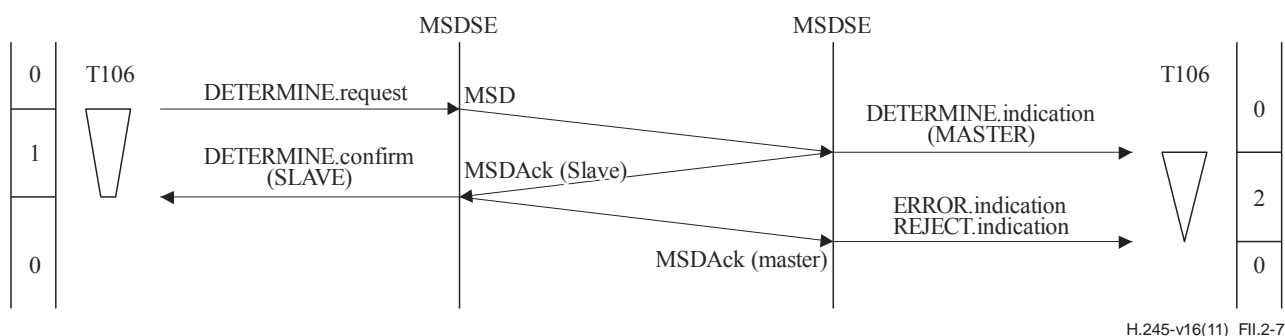 MSDSE
MSDSE
0
T106
DETERMINE.request
MSD
DETERMINE.indication
(MASTER)
T106
0
1
DETERMINE.confirm
(SLAVE)
MSDAck (Slave)
ERROR.indication
REJECT.indication
2
0
MSDAck (master)
0
H.245-v16(11)_FII.2-7